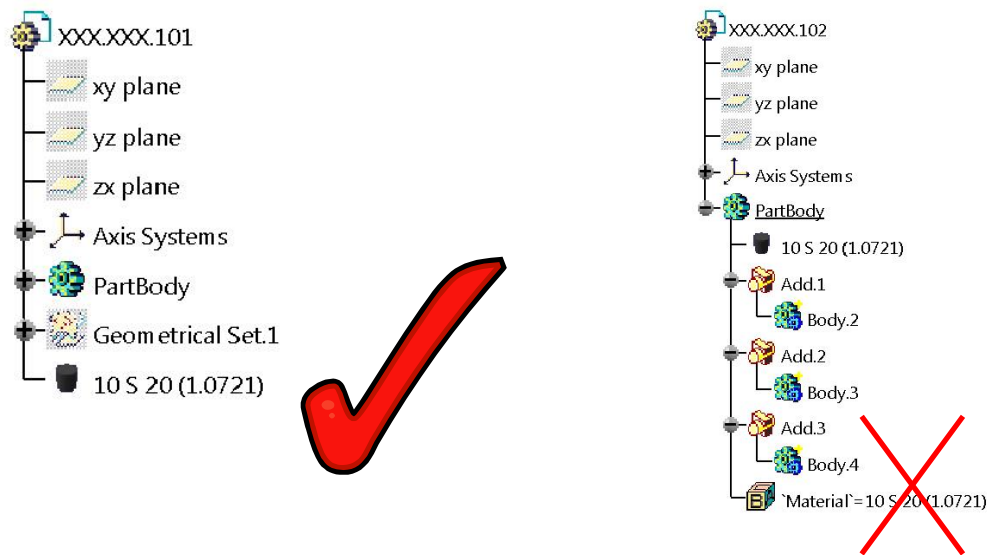 XXX.XXX.101
xy plane
yz plane
zx plane
Axis Systems
PartBody
Geometrical Set.1
10 S 20 (1.0721)
XXX.XXX.102
xy plane
yz plane
zx plane
Axis Systems
PartBody
10 S 20 (1.0721)
Add.1
Body.2
Add.2
Body.3
Add.3
Body.4
B `Material`=10 S 20 (1.0721)